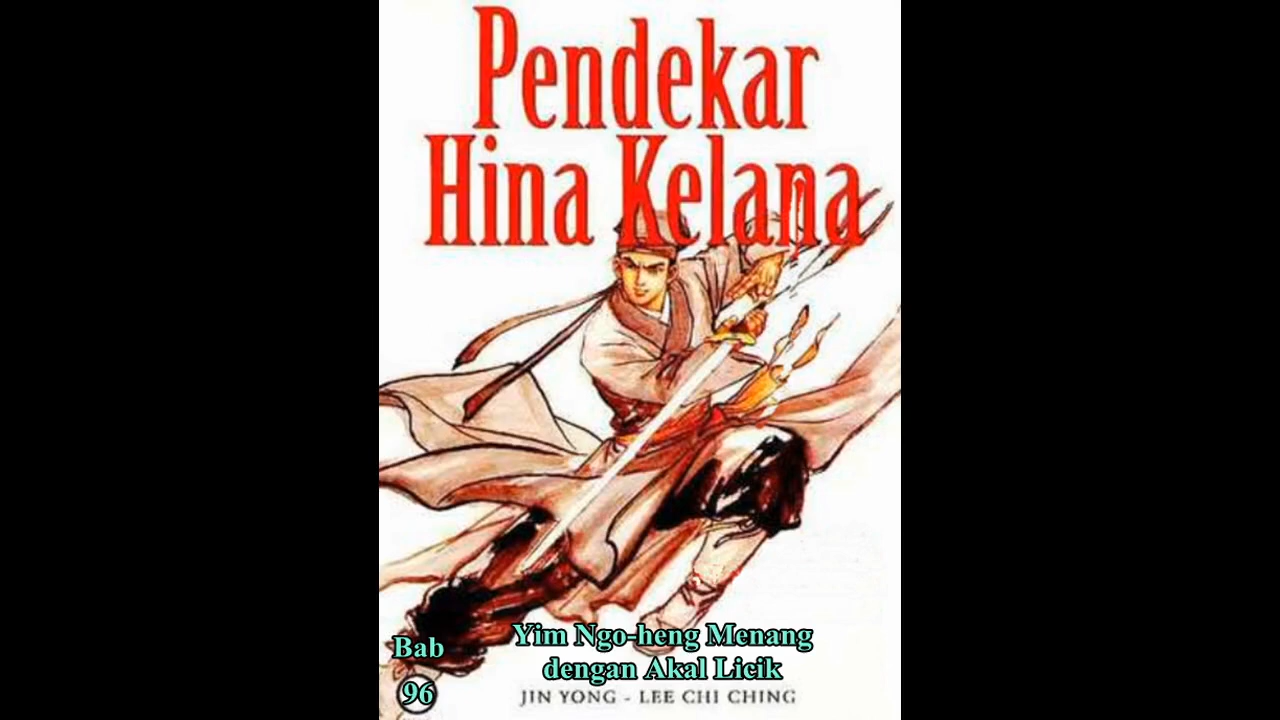 Pendekar
Hina Kelana
Bab
96
Yim Ngo-heng Menang
dengan Akal Licik
JIN YONG - LEE CHI CHING